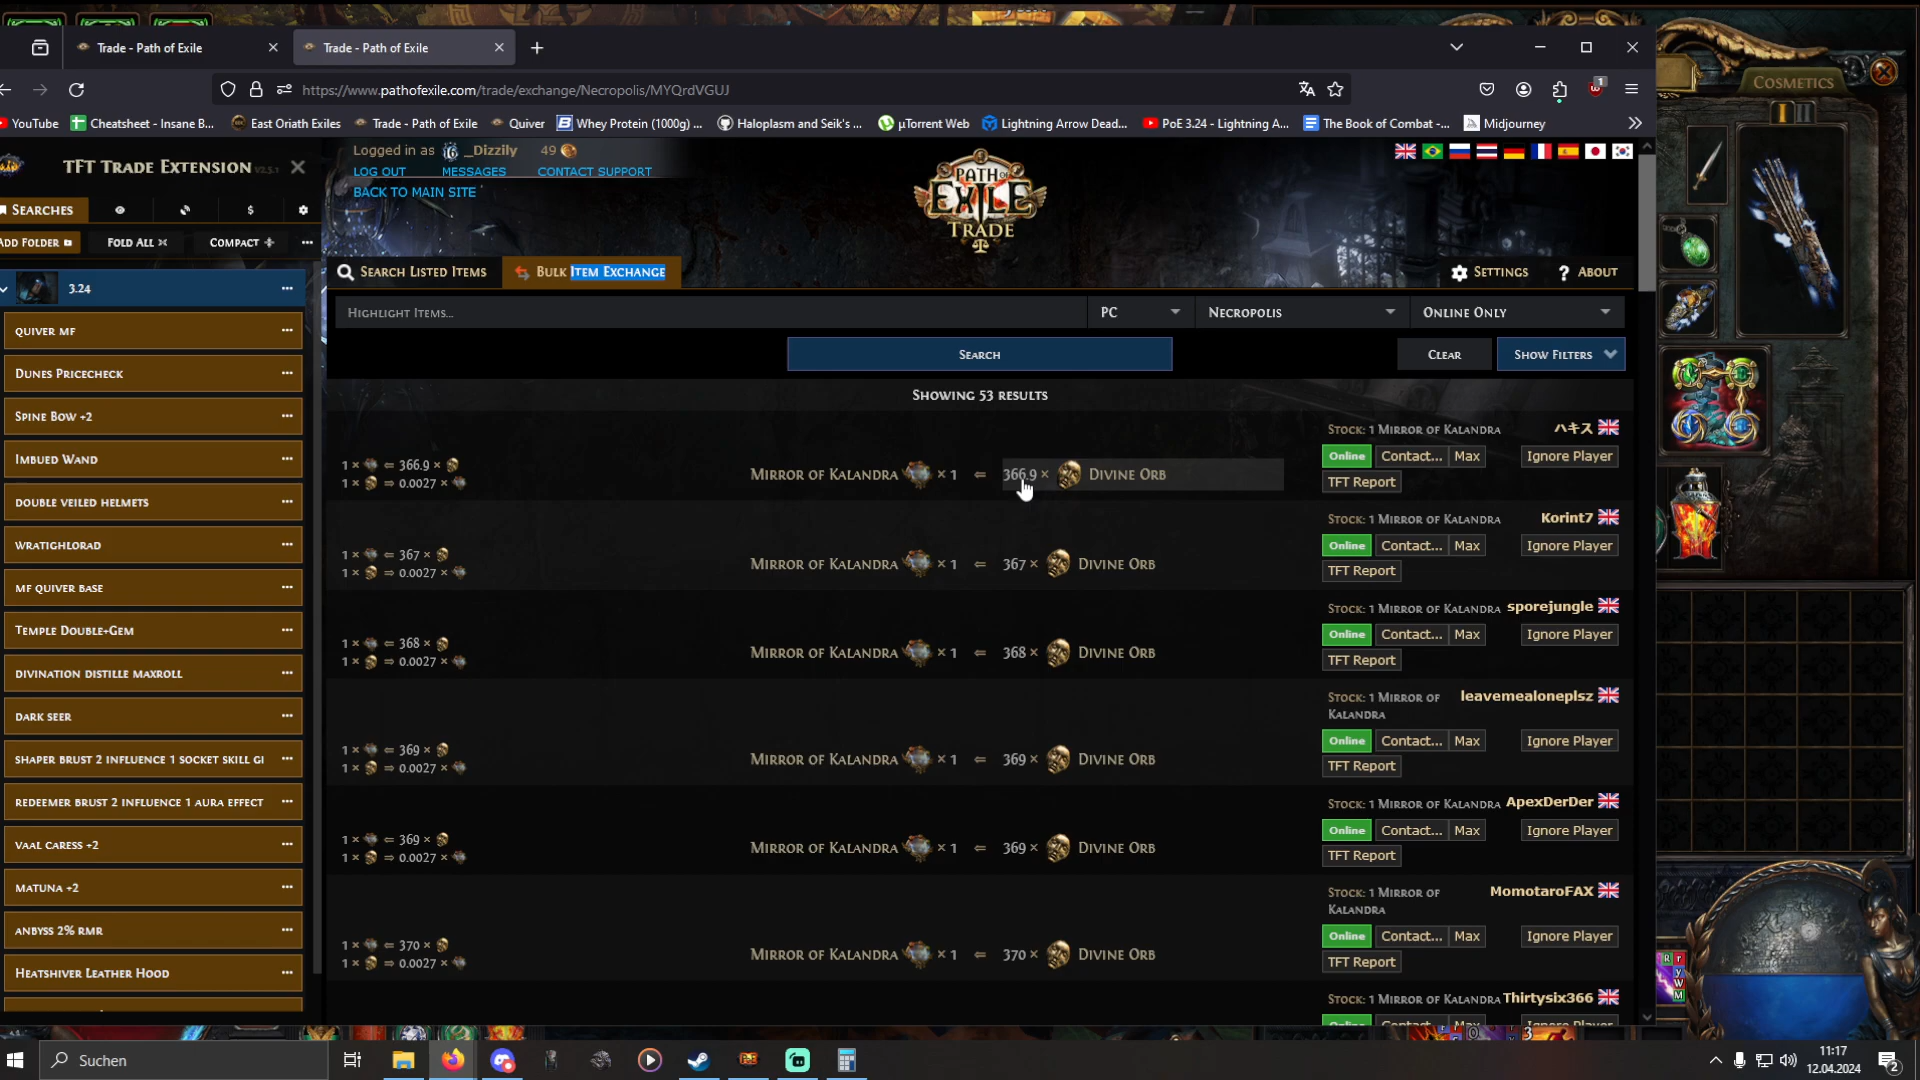 Trade - Path of Exile
Trade - Path of Exile
https://www.pathofexile.com/trade/exchange/Necropolis/MYQrdVGUJ
1
YouTube
Cheatsheet - Insane B...
East Oriath Exiles
Trade - Path of Exile
Quiver
Whey Protein (1000g) ...
Haloplasm and Seik's ...
µTorrent Web
Lightning Arrow Dead...
PoE 3.24 - Lightning A...
The Book of Combat -...
Midjourney
TFT Trade Extension v2.5.1
Searches
Add Folder
Fold All
Compact
3.24
quiver mf
Dunes Pricecheck
Spine Bow +2
Imbued Wand
double veiled helmets
wratighlorad
mf quiver base
Temple Double+Gem
divination distille maxroll
dark seer
shaper brust 2 influence 1 socket skill gi
redeemer brust 2 influence 1 aura effect
vaal caress +2
matuna +2
anbyss 2% rmr
Heatshiver Leather Hood
Logged in as _Dizzily 49
Log Out
Messages
Contact Support
Back to Main Site
Path of Exile
Trade
Search Listed Items
Bulk Item Exchange
Settings
? About
Highlight Items...
PC
Necropolis
Online Only
Search
Clear
Show Filters
Showing 53 results
1 × ⇐ 366.9 ×
1 × ⇒ 0.0027 ×
Mirror of Kalandra × 1 ⇐ 366.9 × Divine Orb
Stock: 1 Mirror of Kalandra ハキス
Online Contact... Max Ignore Player
TFT Report
1 × ⇐ 367 ×
1 × ⇒ 0.0027 ×
Mirror of Kalandra × 1 ⇐ 367 × Divine Orb
Stock: 1 Mirror of Kalandra Korint7
Online Contact... Max Ignore Player
TFT Report
1 × ⇐ 368 ×
1 × ⇒ 0.0027 ×
Mirror of Kalandra × 1 ⇐ 368 × Divine Orb
Stock: 1 Mirror of Kalandra sporejungle
Online Contact... Max Ignore Player
TFT Report
1 × ⇐ 369 ×
1 × ⇒ 0.0027 ×
Mirror of Kalandra × 1 ⇐ 369 × Divine Orb
Stock: 1 Mirror of leavemealoneplsz
Kalandra
Online Contact... Max Ignore Player
TFT Report
1 × ⇐ 369 ×
1 × ⇒ 0.0027 ×
Mirror of Kalandra × 1 ⇐ 369 × Divine Orb
Stock: 1 Mirror of Kalandra ApexDerDer
Online Contact... Max Ignore Player
TFT Report
1 × ⇐ 370 ×
1 × ⇒ 0.0027 ×
Mirror of Kalandra × 1 ⇐ 370 × Divine Orb
Stock: 1 Mirror of MomotaroFAX
Kalandra
Online Contact... Max Ignore Player
TFT Report
Stock: 1 Mirror of Kalandra Thirtysix366
Cosmetics
I II
R r
y
W
M
Suchen
11:17
12.04.2024
2